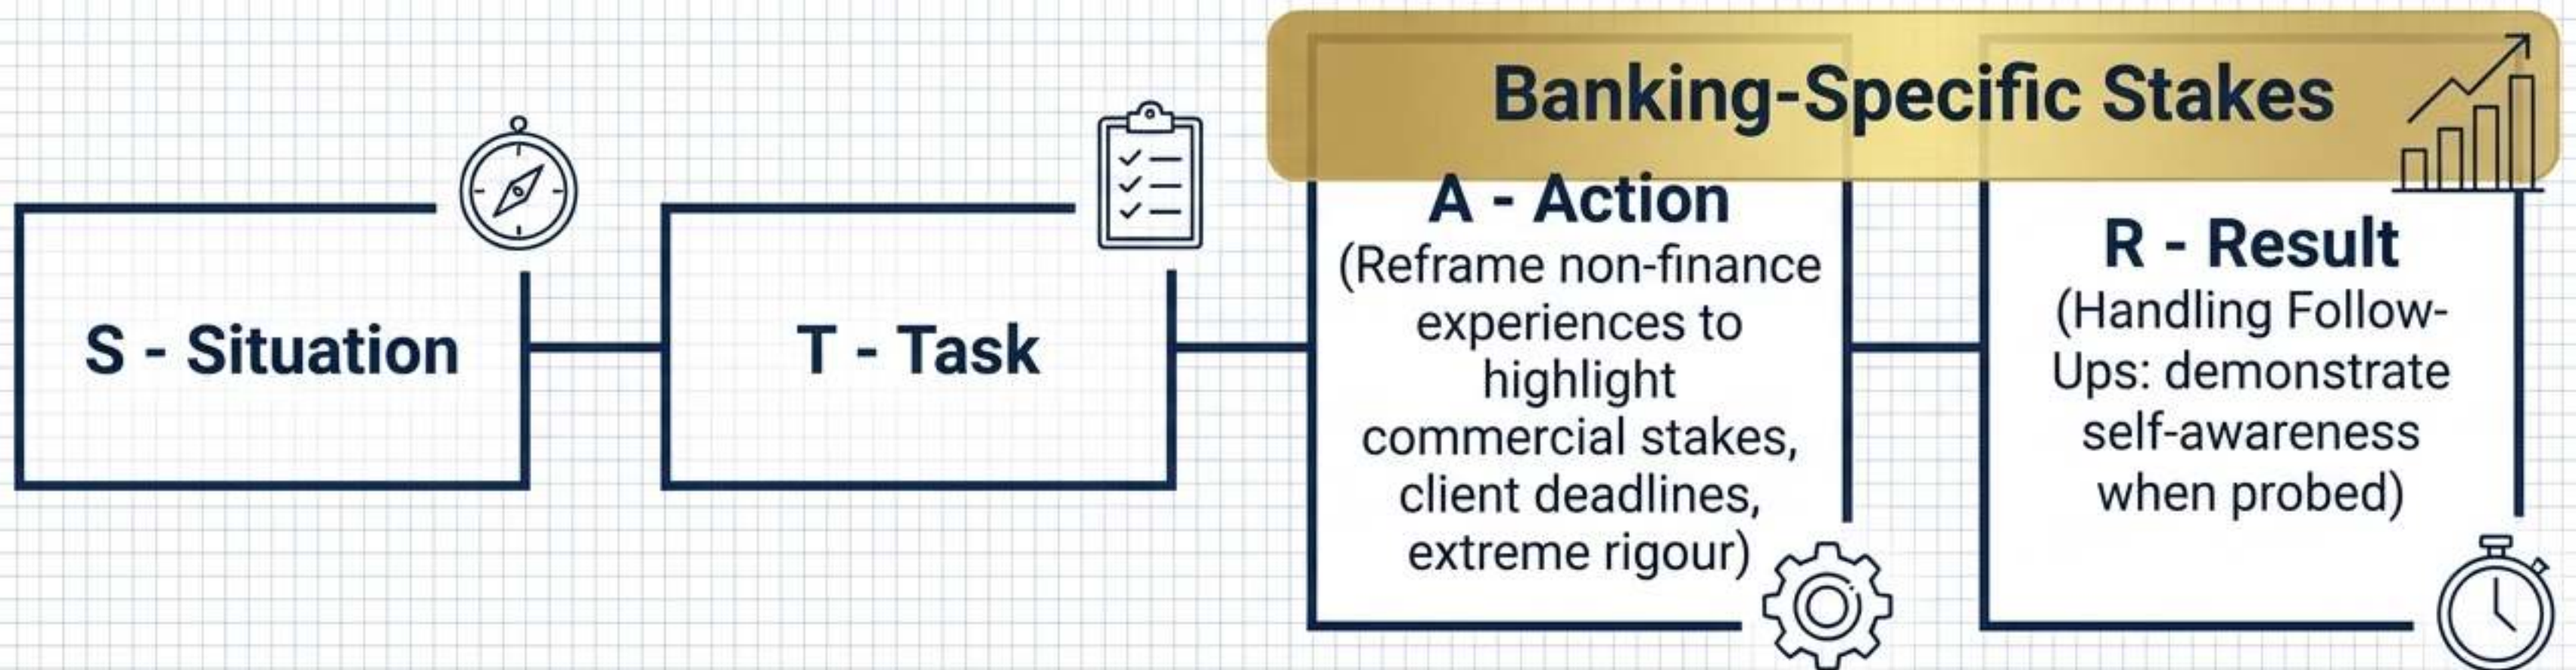 Banking-Specific Stakes
S - Situation
T - Task
A - Action
(Reframe non-finance
experiences to
highlight
commercial stakes,
client deadlines,
extreme rigour)
R - Result
(Handling Follow-
Ups: demonstrate
self-awareness
when probed)